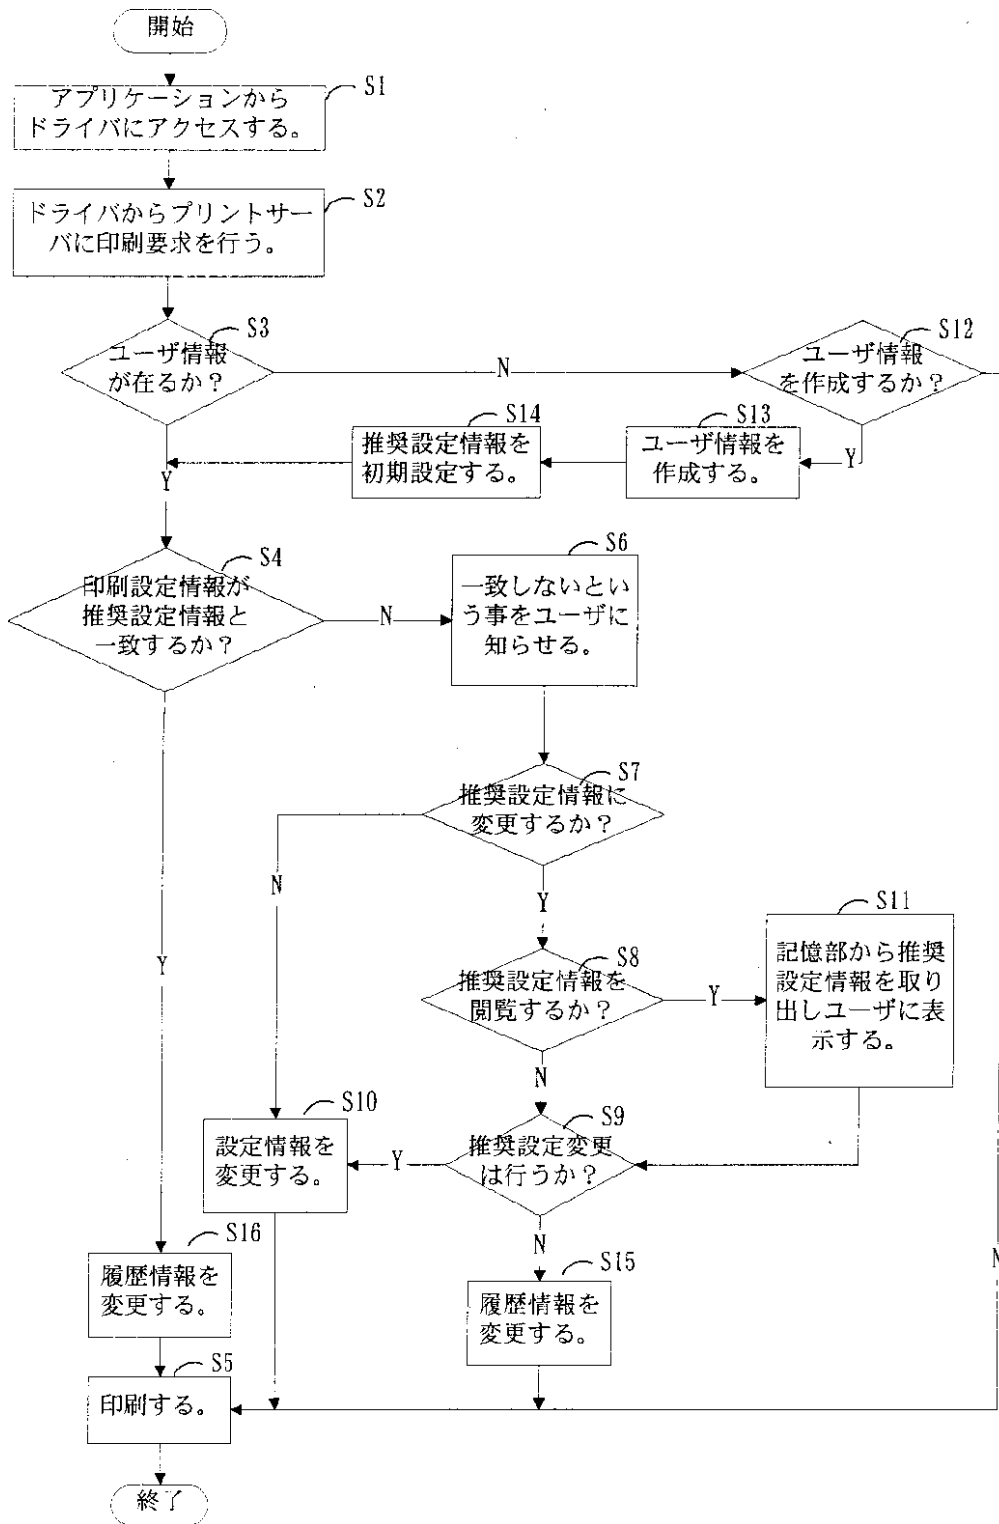 開始
S1
アプリケーションから
ドライバにアクセスする。
S2
ドライバからプリントサー
バに印刷要求を行う。
S3
ユーザ情報
が在るか？
N
S12
ユーザ情報
を作成するか？
Y
S13
ユーザ情報を
作成する。
S14
推奨設定情報を
初期設定する。
Y
S4
印刷設定情報が
推奨設定情報と
一致するか？
N
S6
一致しないとい
う事をユーザに
知らせる。
S7
推奨設定情報に
変更するか？
N
Y
Y
S8
推奨設定情報を
閲覧するか？
Y
S11
記憶部から推奨
設定情報を取り
出しユーザに表
示する。
N
S10
設定情報を
変更する。
S9
推奨設定変更
は行うか？
Y
N
N
S16
履歴情報を
変更する。
S15
履歴情報を
変更する。
S5
印刷する。
終了